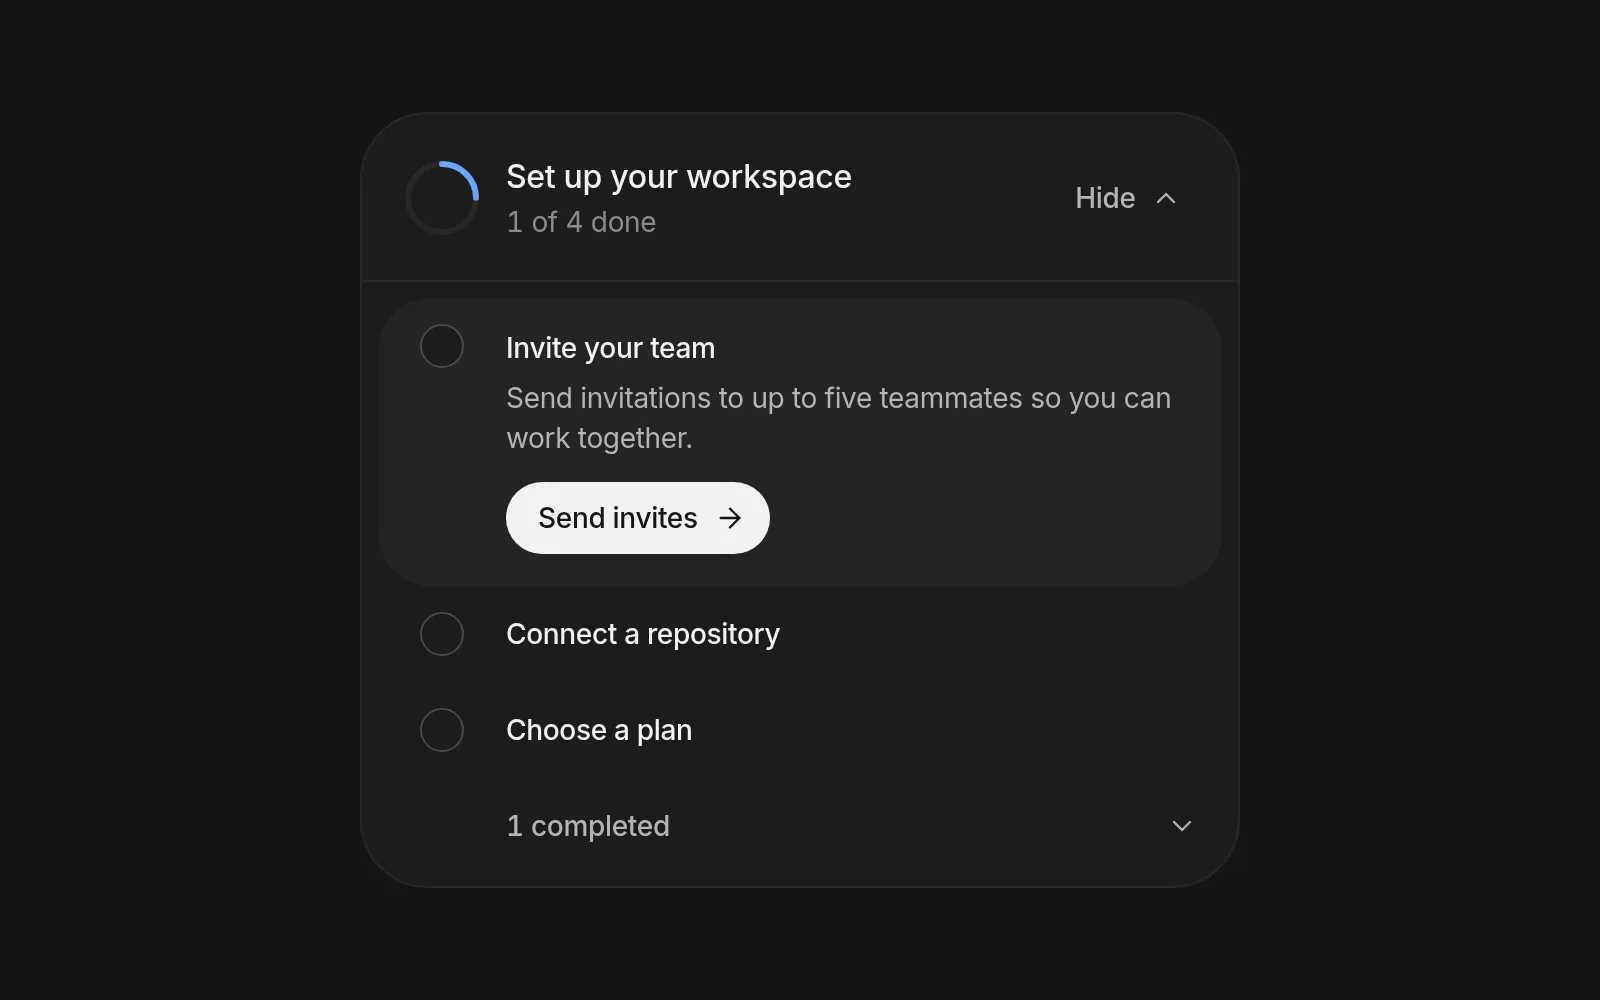 Set up your workspace
1 of 4 done
Hide
Invite your team
Send invitations to up to five teammates so you can
work together.
Send invites
Connect a repository
Choose a plan
1 completed